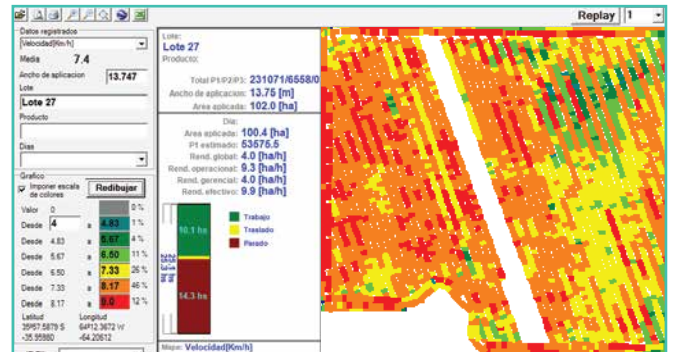 Replay 1
Datos registrados
Velocidad[Km/h]
Media 7.4
Ancho de aplicacion 13.747
Lote
Lote 27
Producto
Dias
Grafico
Imponer escala
de colores
Redibujar
Valor 0 0 %
Desde 4 a 4.83 1 %
Desde 4.83 a 5.67 4 %
Desde 5.67 a 6.50 11 %
Desde 6.50 a 7.33 26 %
Desde 7.33 a 8.17 46 %
Desde 8.17 a 9.0 12 %
Latitud Longitud
35º57.5879 S 64º12.3672 W
-35.95980 -64.20612
Lote:
Lote 27
Producto:
Total P1/P2/P3: 231071/6558/0
Ancho de aplicacion: 13.75 [m]
Area aplicada: 102.0 [ha]
Dia:
Area aplicada: 100.4 [ha]
P1 estimado: 53575.5
Rend. global: 4.0 [ha/h]
Rend. operacional: 9.3 [ha/h]
Rend. gerencial: 4.0 [ha/h]
Rend. efectivo: 9.9 [ha/h]
Trabajo
Traslado
Parado
10.1 hs
14.3 hs
Mapa: Velocidad[Km/h]